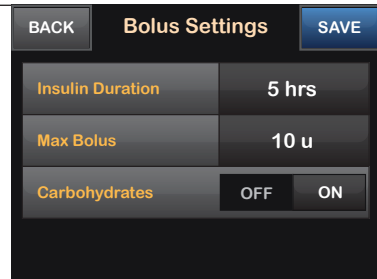 BACK Bolus Settings SAVE
Insulin Duration 5 hrs
Max Bolus 10 u
Carbohydrates OFF ON